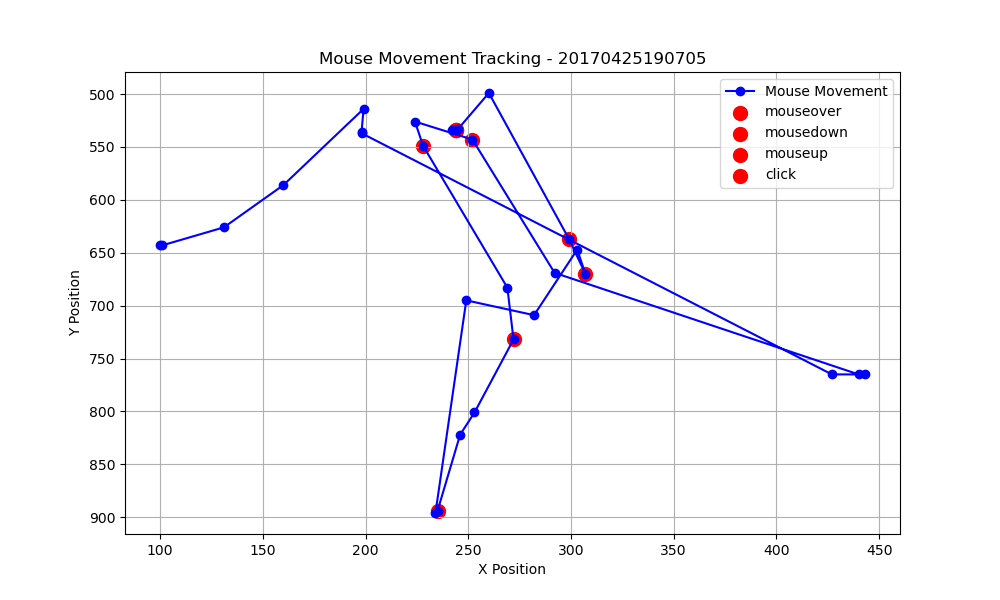 Mouse Movement Tracking - 20170425190705
Mouse Movement
mouseover
mousedown
mouseup
click
500
550
600
650
700
750
800
850
900
Y Position
100
150
200
250
300
350
400
450
X Position